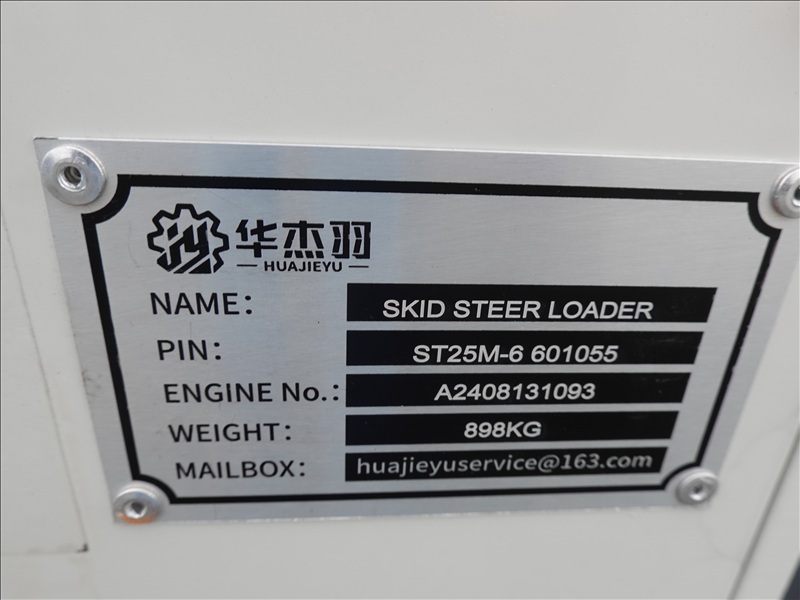 华杰羽
HUAJIEYU
NAME: SKID STEER LOADER
PIN: ST25M-6 601055
ENGINE No.: A2408131093
WEIGHT: 898KG
MAILBOX: huajieyuservice@163.com